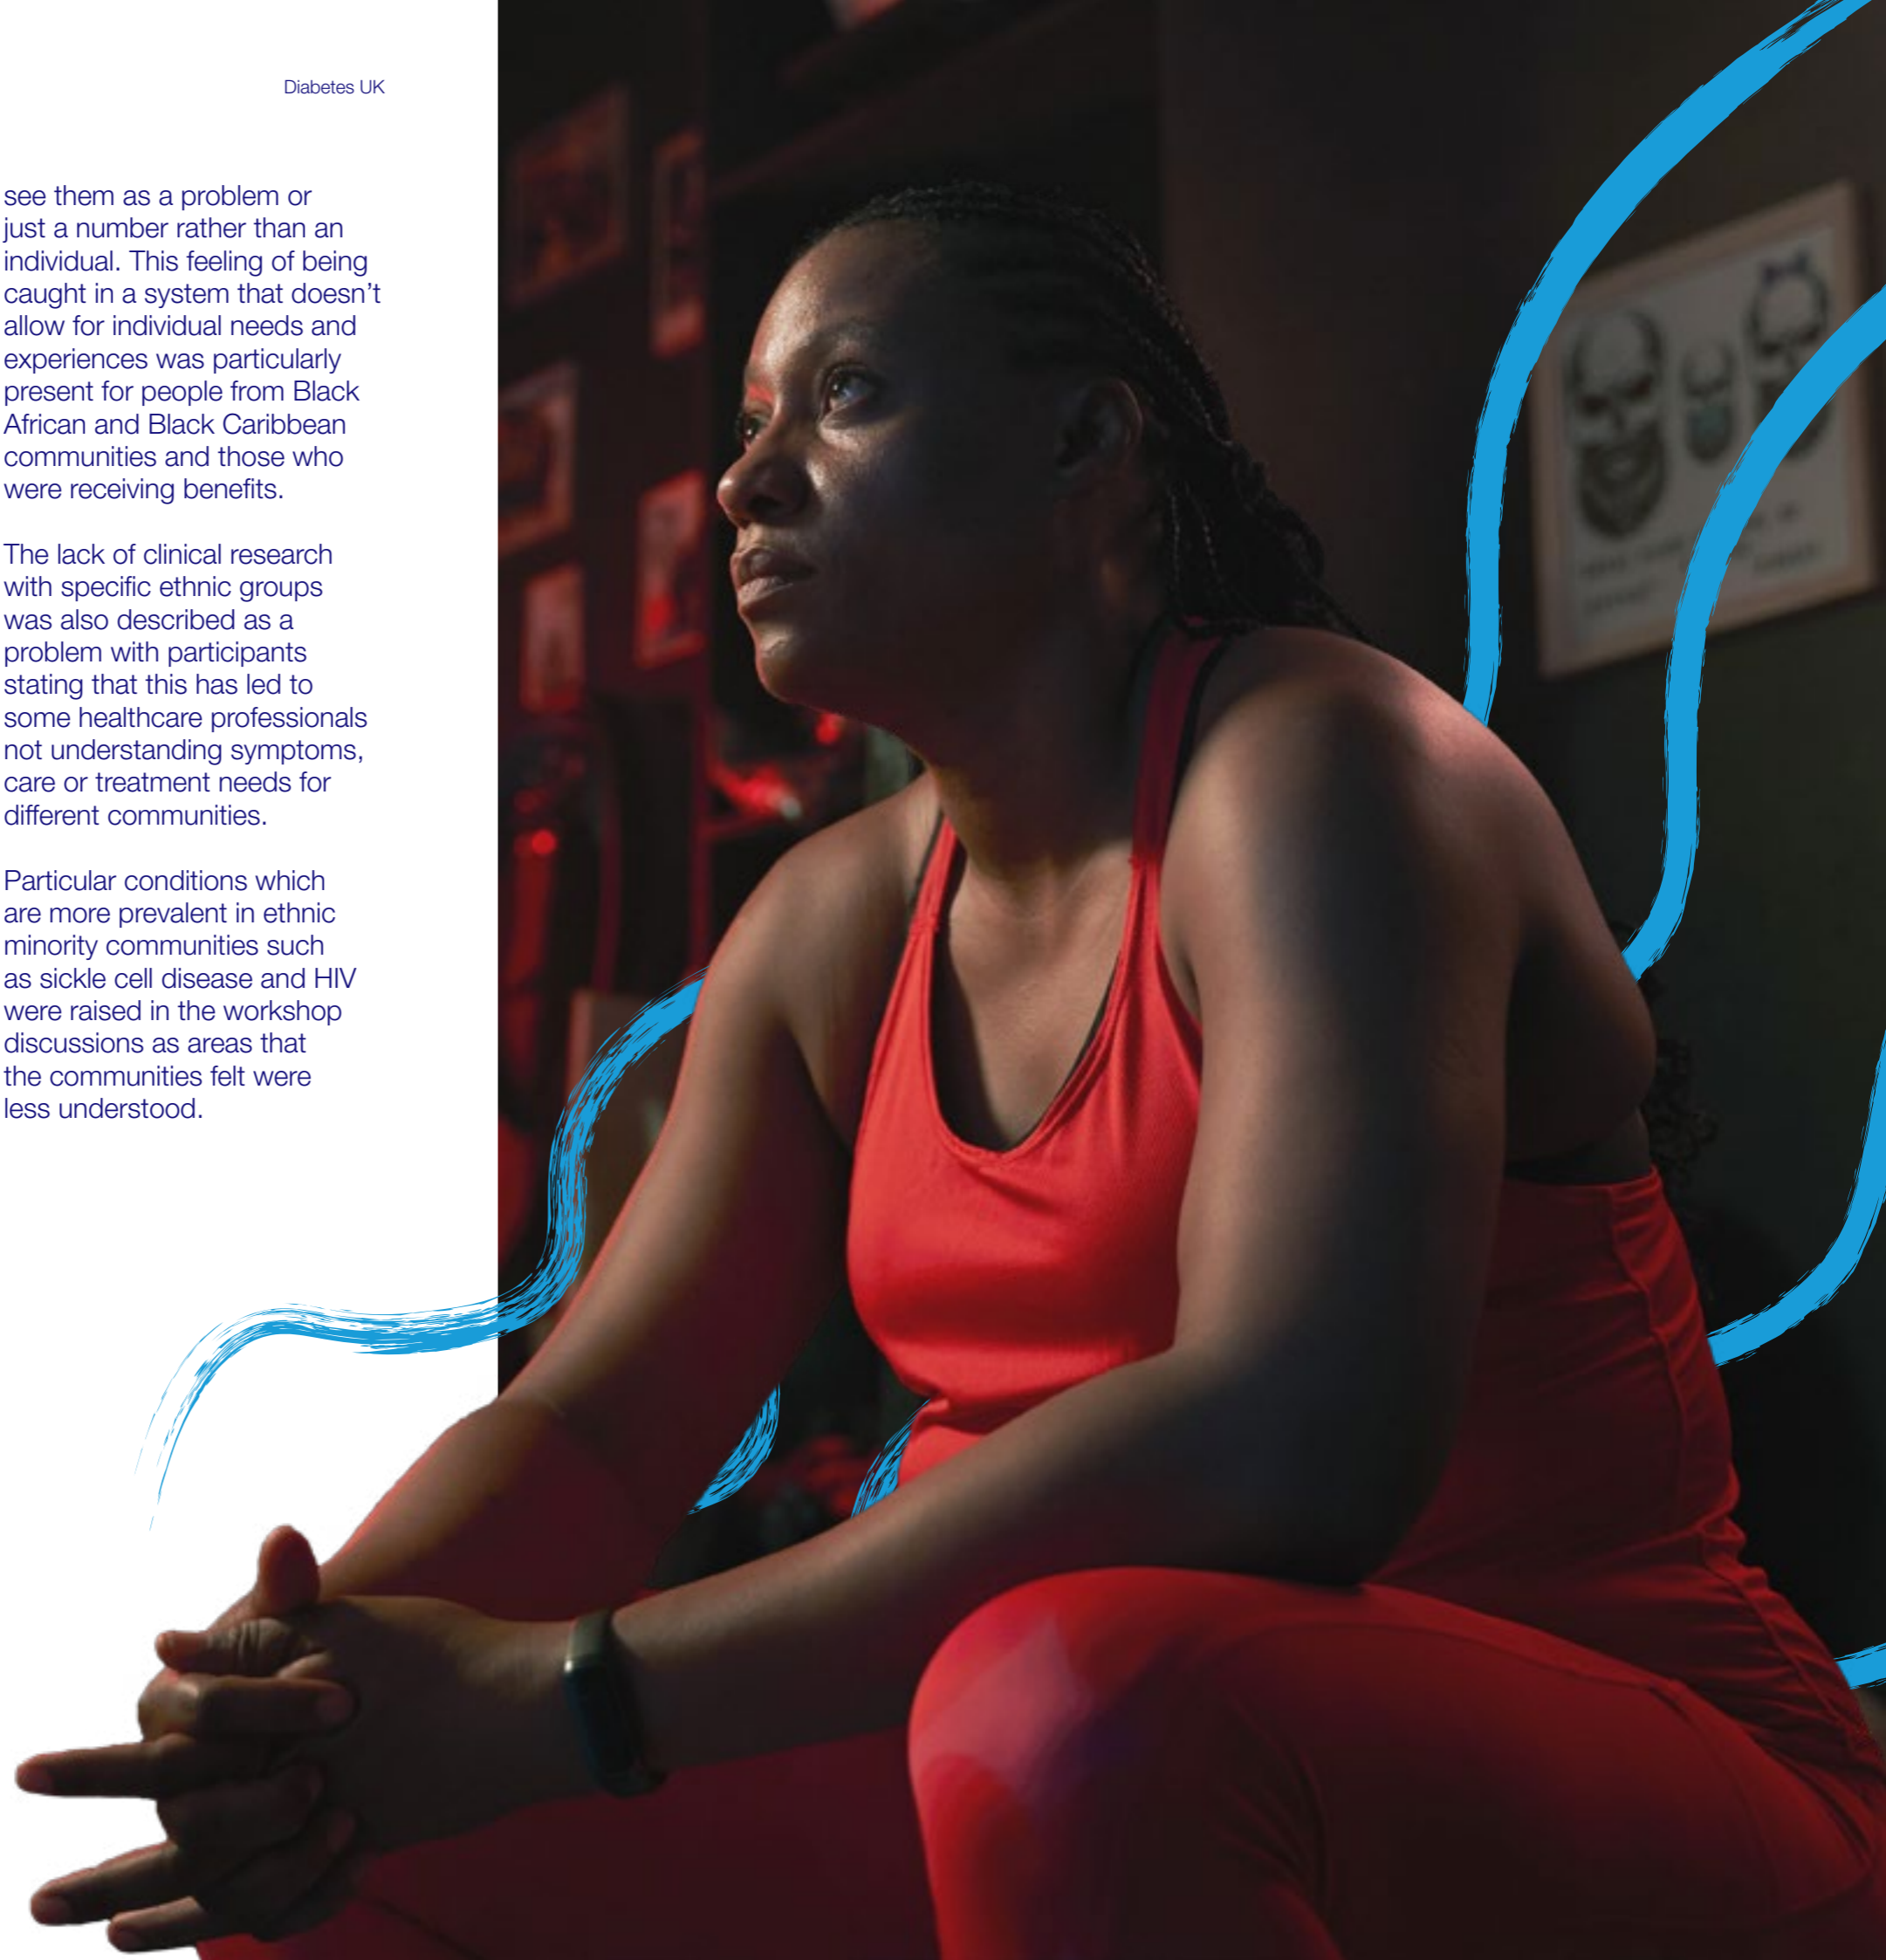 Diabetes UK
see them as a problem or
just a number rather than an
individual. This feeling of being
caught in a system that doesn’t
allow for individual needs and
experiences was particularly
present for people from Black
African and Black Caribbean
communities and those who
were receiving benefits.
The lack of clinical research
with specific ethnic groups
was also described as a
problem with participants
stating that this has led to
some healthcare professionals
not understanding symptoms,
care or treatment needs for
different communities.
Particular conditions which
are more prevalent in ethnic
minority communities such
as sickle cell disease and HIV
were raised in the workshop
discussions as areas that
the communities felt were
less understood.